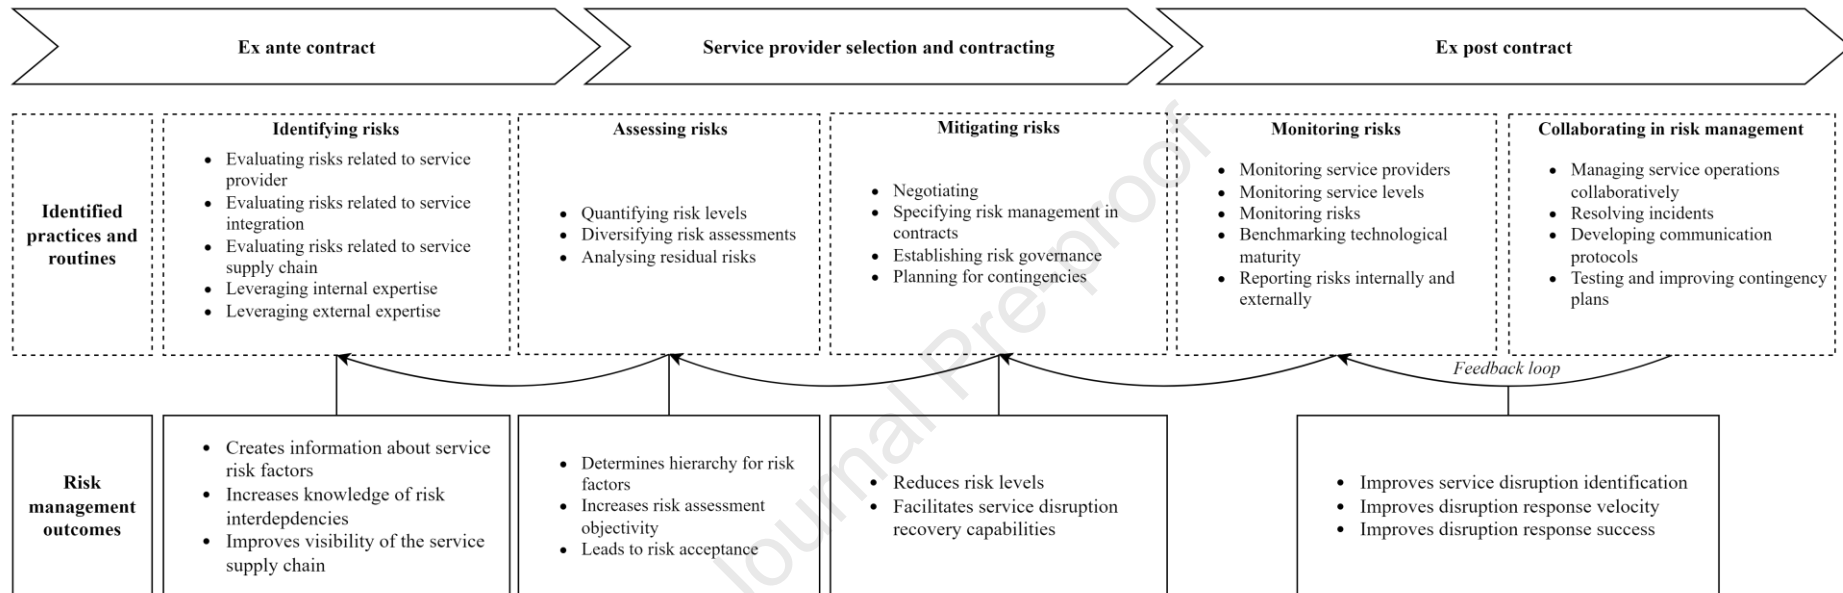 Ex ante contract
Service provider selection and contracting
Ex post contract
Identified
practices and
routines
Identifying risks
• Evaluating risks related to service
provider
• Evaluating risks related to service
integration
• Evaluating risks related to service
supply chain
• Leveraging internal expertise
• Leveraging external expertise
Assessing risks
• Quantifying risk levels
• Diversifying risk assessments
• Analysing residual risks
Mitigating risks
• Negotiating
• Specifying risk management in
contracts
• Establishing risk governance
• Planning for contingencies
Monitoring risks
• Monitoring service providers
• Monitoring service levels
• Monitoring risks
• Benchmarking technological
maturity
• Reporting risks internally and
externally
Collaborating in risk management
• Managing service operations
collaboratively
• Resolving incidents
• Developing communication
protocols
• Testing and improving contingency
plans
Feedback loop
Risk
management
outcomes
• Creates information about service
risk factors
• Increases knowledge of risk
interdepdencies
• Improves visibility of the service
supply chain
• Determines hierarchy for risk
factors
• Increases risk assessment
objectivity
• Leads to risk acceptance
• Reduces risk levels
• Facilitates service disruption
recovery capabilities
• Improves service disruption identification
• Improves disruption response velocity
• Improves disruption response success
Journal Pre-proof